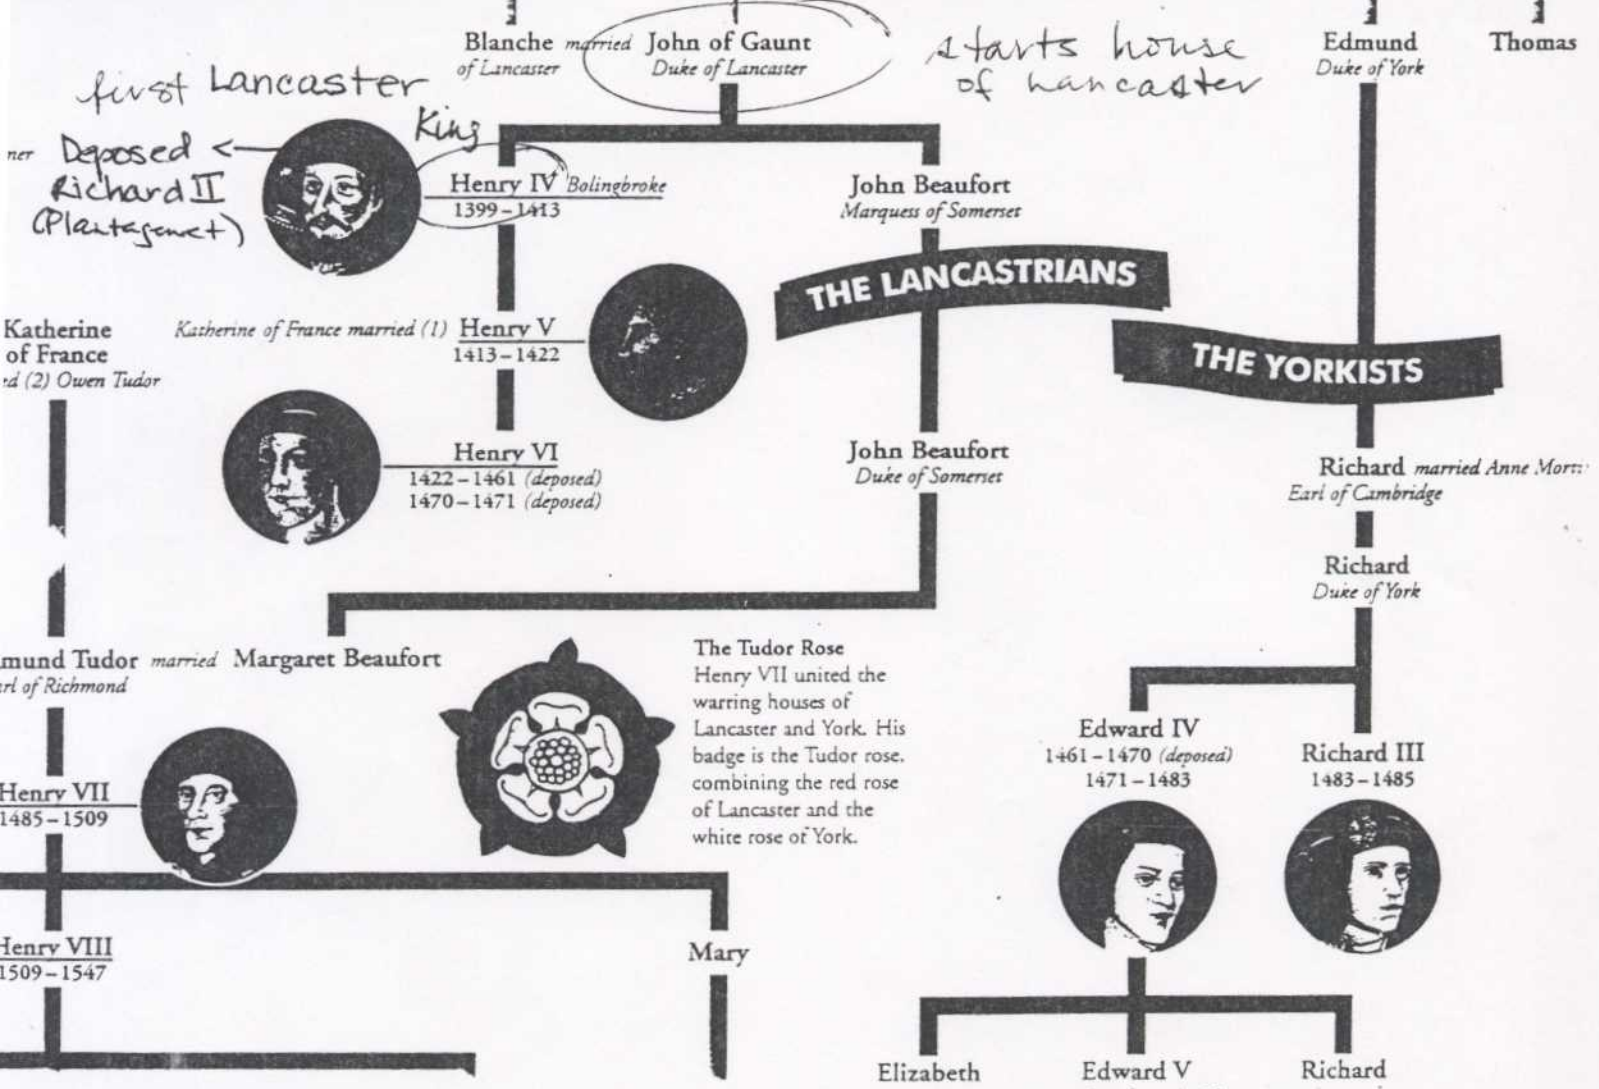 Blanche married John of Gaunt
of Lancaster Duke of Lancaster
starts house
of Lancaster
Edmund
Duke of York
Thomas
first Lancaster
King
Deposed
Richard II
(Plantagenet)
Henry IV Bolingbroke
1399-1413
John Beaufort
Marquess of Somerset
THE LANCASTRIANS
THE YORKISTS
Katherine
of France
(2) Owen Tudor
Katherine of France married (1) Henry V
1413-1422
Henry VI
1422-1461 (deposed)
1470-1471 (deposed)
John Beaufort
Duke of Somerset
Richard married Anne
Earl of Cambridge
Richard
Duke of York
Tudor married Margaret Beaufort
of Richmond
The Tudor Rose
Henry VII united the
warring houses of
Lancaster and York. His
badge is the Tudor rose,
combining the red rose
of Lancaster and the
white rose of York.
Edward IV
1461-1470 (deposed)
1471-1483
Richard III
1483-1485
Henry VII
1485-1509
Henry VIII
1509-1547
Mary
Elizabeth
Edward V
Richard